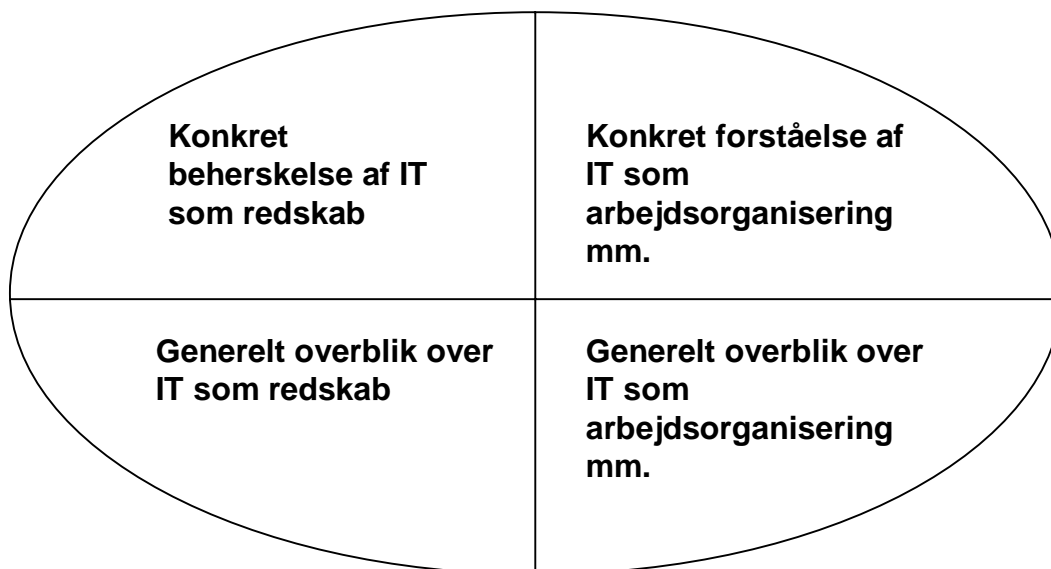 Konkret
beherskelse af IT
som redskab
Konkret forståelse af
IT som
arbejdsorganisering
mm.
Generelt overblik over
IT som redskab
Generelt overblik over
IT som
arbejdsorganisering
mm.